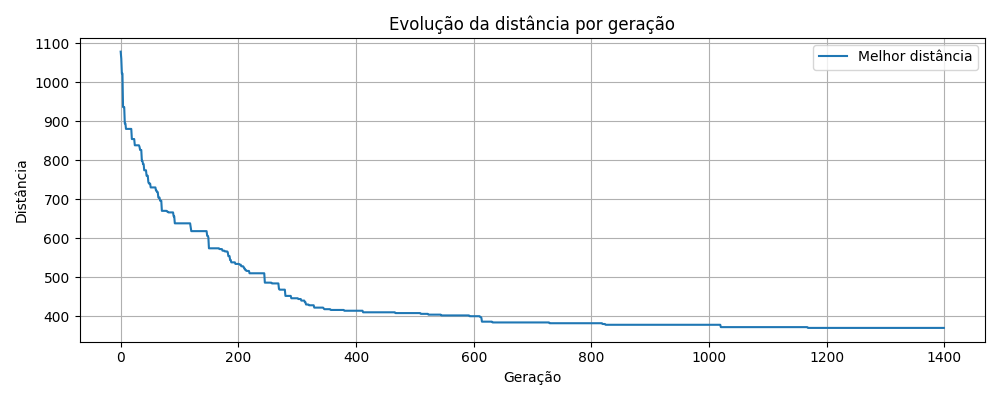 Evolução da distância por geração
Melhor distância
Distância
1100
1000
900
800
700
600
500
400
0 200 400 600 800 1000 1200 1400
Geração